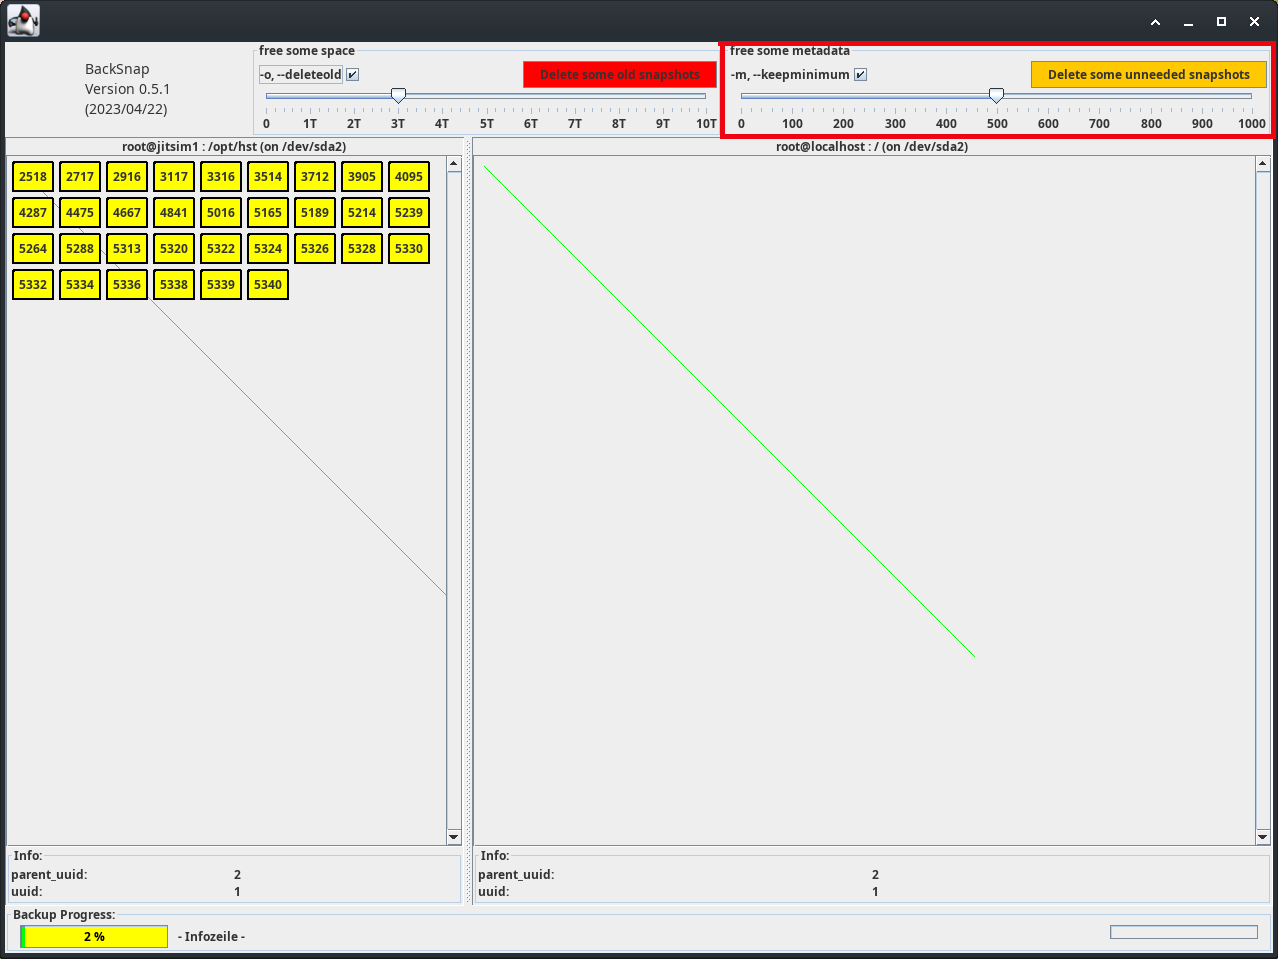 BackSnap
Version 0.5.1
(2023/04/22)
free some space
-o, --deleteold
Delete some old snapshots
0 1T 2T 3T 4T 5T 6T 7T 8T 9T 10T
free some metadata
-m, --keepminimum
Delete some unneeded snapshots
0 100 200 300 400 500 600 700 800 900 1000
root@jitsim1 : /opt/hst (on /dev/sda2)
2518 2717 2916 3117 3316 3514 3712 3905 4095
4287 4475 4667 4841 5016 5165 5189 5214 5239
5264 5288 5313 5320 5322 5324 5326 5328 5330
5332 5334 5336 5338 5339 5340
root@localhost : / (on /dev/sda2)
Info:
parent_uuid: 2
uuid: 1
Info:
parent_uuid: 2
uuid: 1
Backup Progress:
2 % - Infozeile -